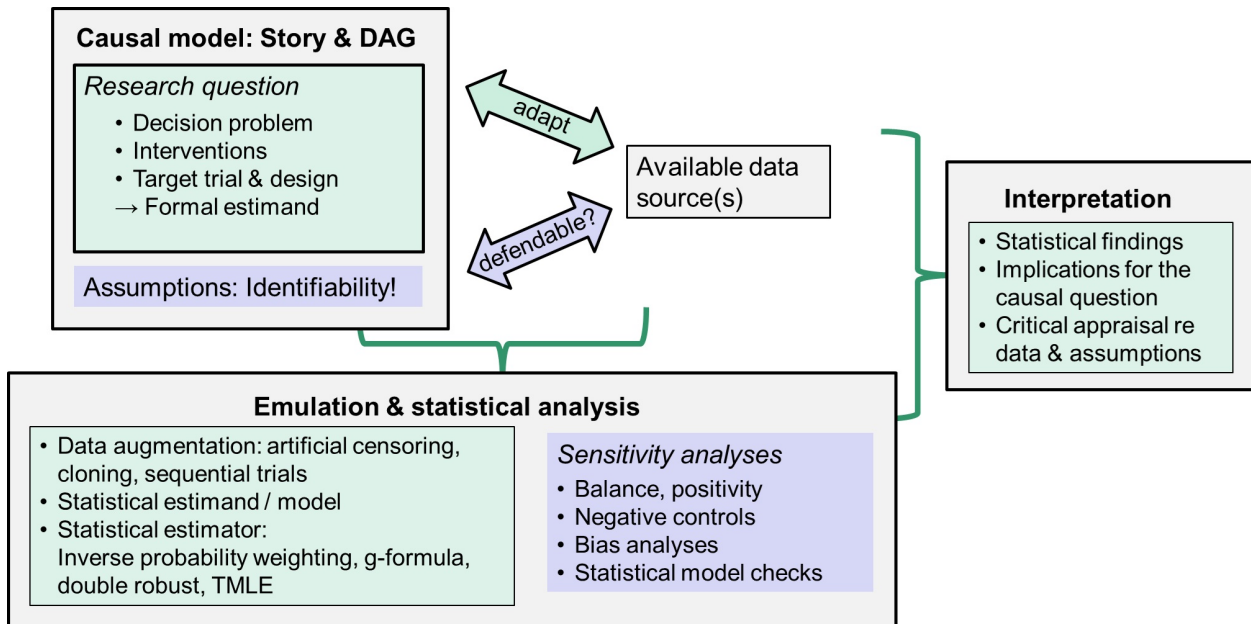 Causal model: Story & DAG
Research question
• Decision problem
• Interventions
• Target trial & design
→ Formal estimand
Assumptions: Identifiability!
adapt
defendable?
Available data
source(s)
Interpretation
• Statistical findings
• Implications for the
causal question
• Critical appraisal re
data & assumptions
Emulation & statistical analysis
• Data augmentation: artificial censoring,
cloning, sequential trials
• Statistical estimand / model
• Statistical estimator:
Inverse probability weighting, g-formula,
double robust, TMLE
Sensitivity analyses
• Balance, positivity
• Negative controls
• Bias analyses
• Statistical model checks